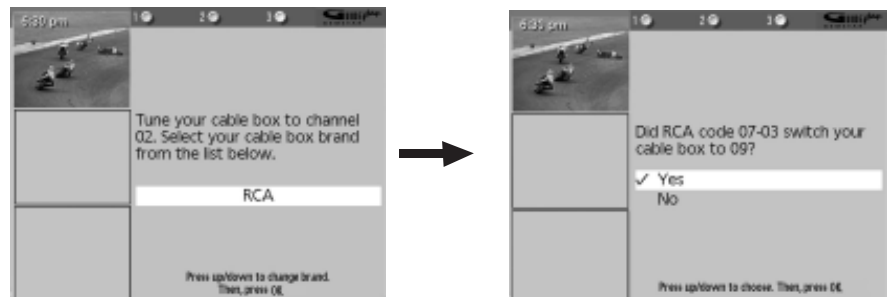 6:30 pm
1 2 3
Tune your cable box to channel
02. Select your cable box brand
from the list below.
RCA
Press up/down to change brand.
Then, press OK.
6:31 pm
1 2 3
Did RCA code 07-03 switch your
cable box to 09?
✓ Yes
No
Press up/down to choose. Then, press OK.